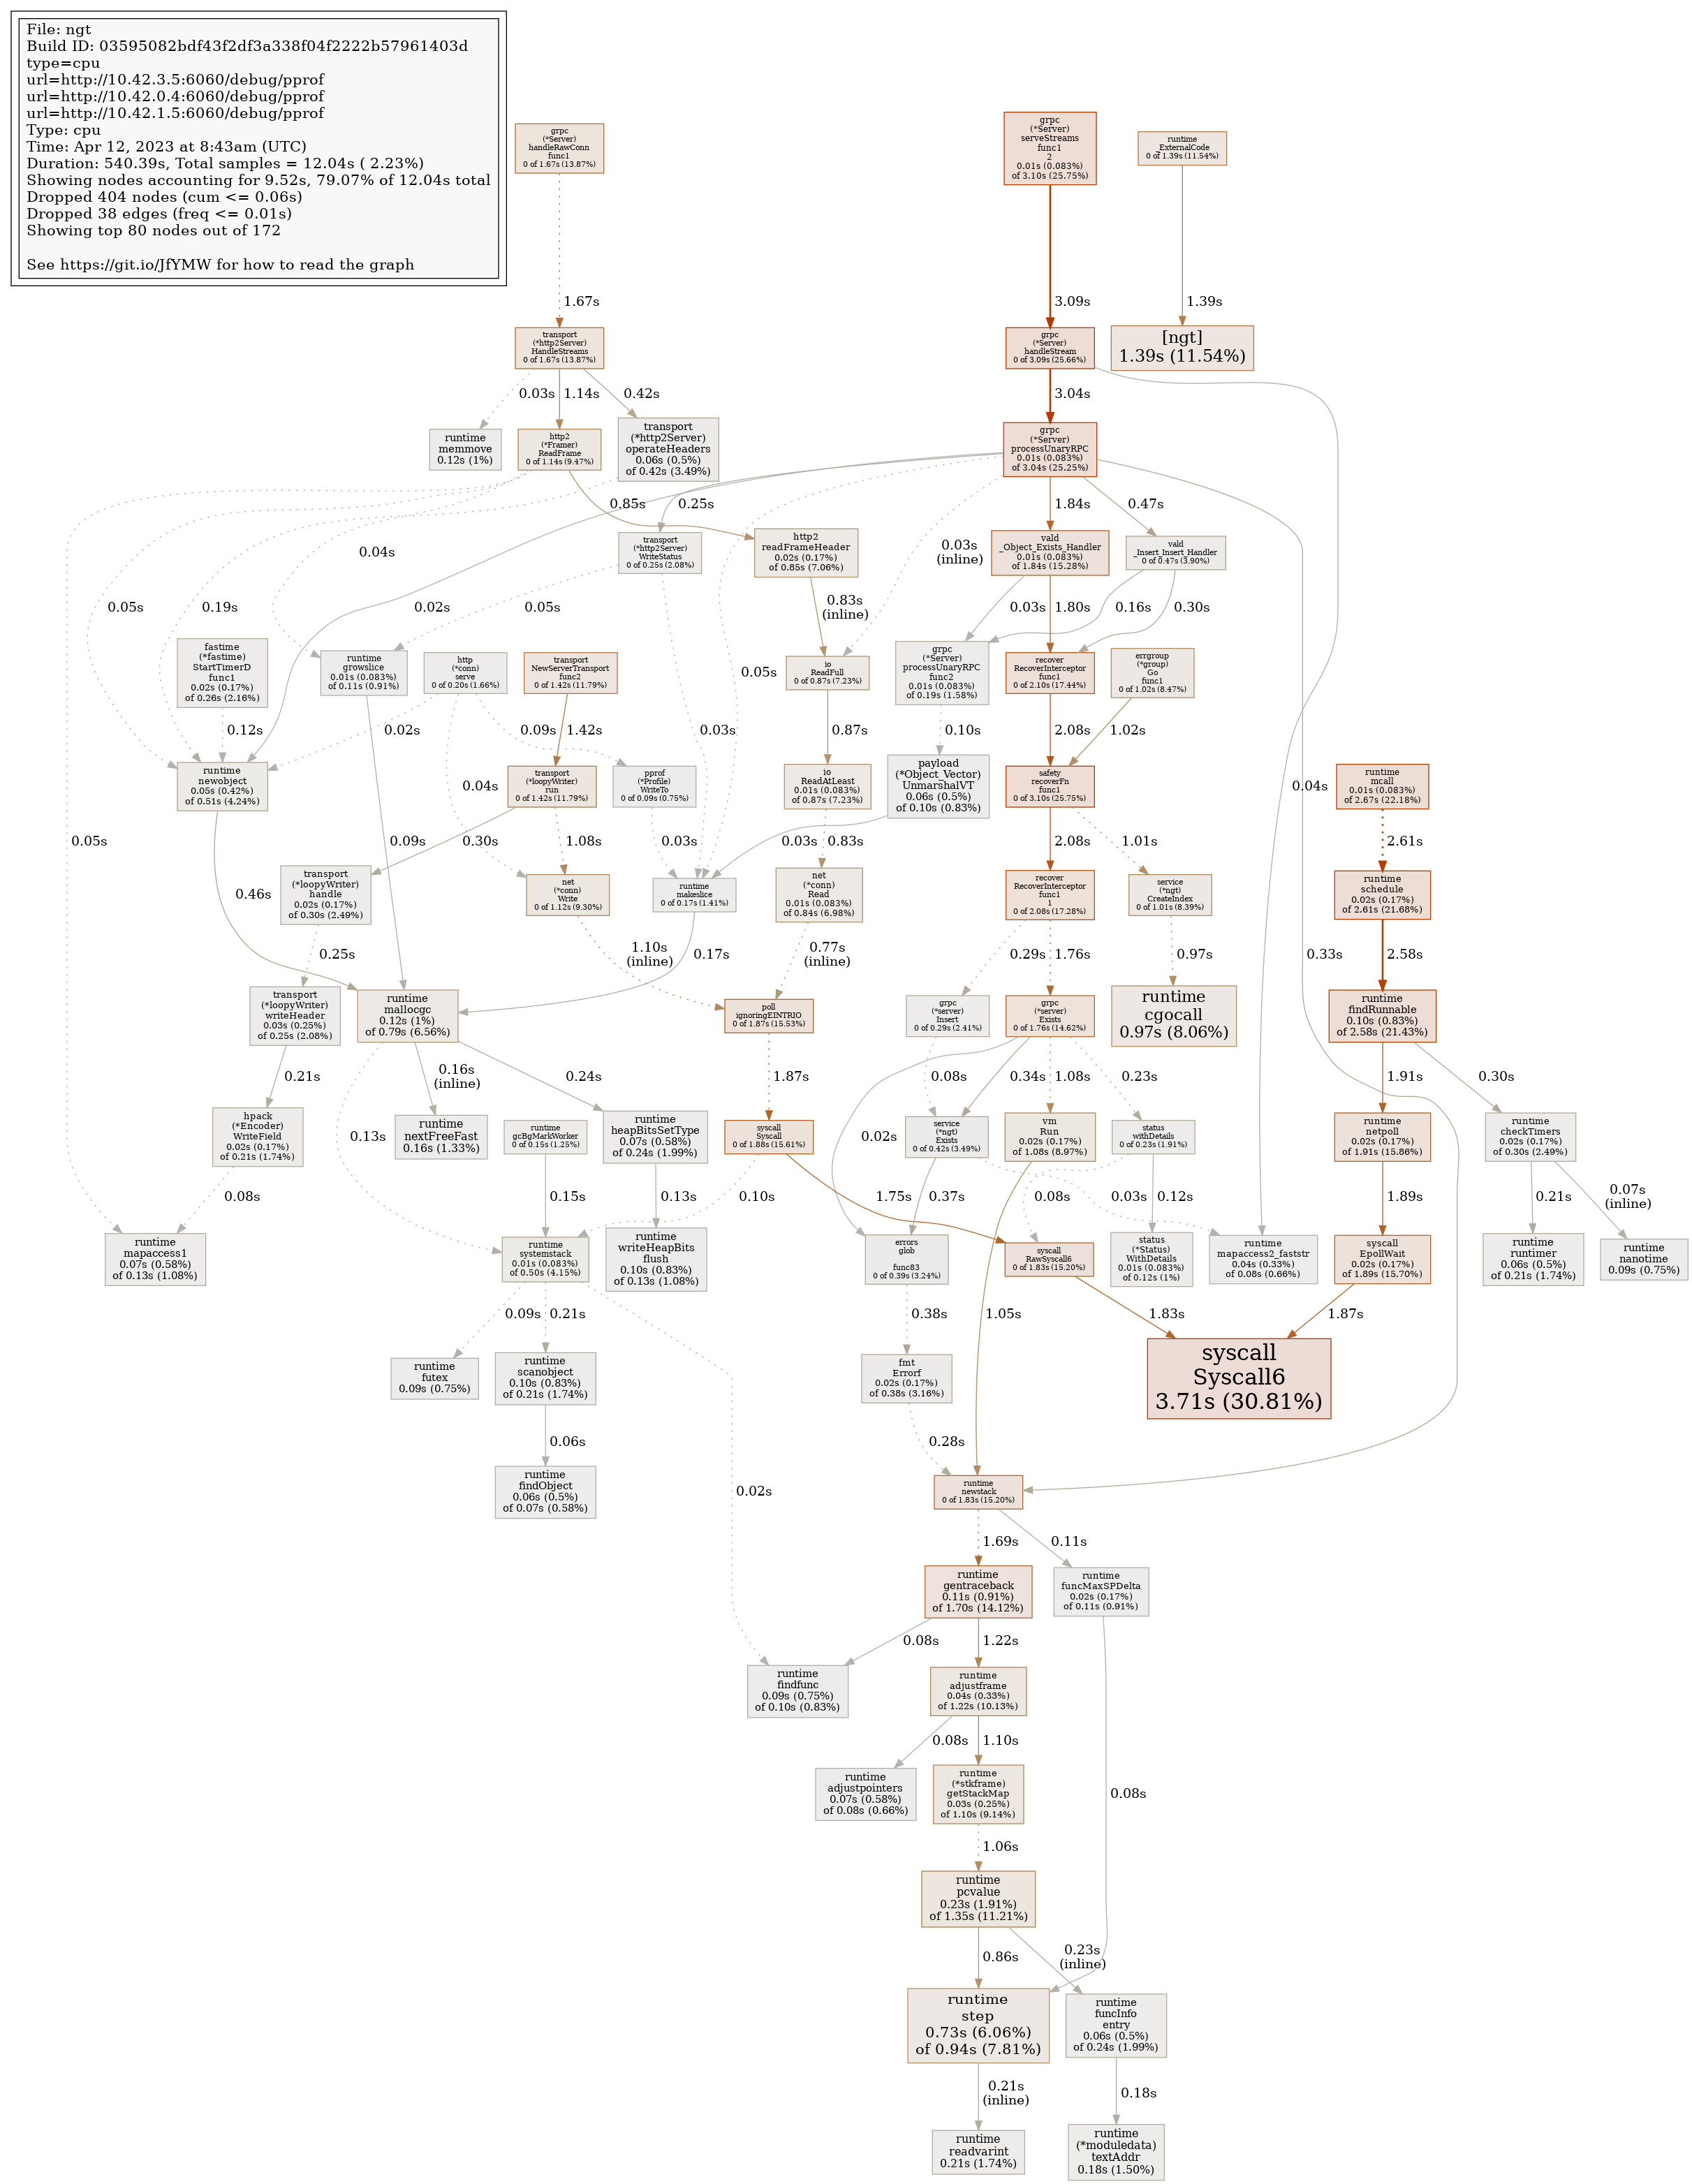 File: ngt
Build ID: 03595082bdf43f2df3a338f04f2222b57961403d
type=cpu
url=http://10.42.3.5:6060/debug/pprof
url=http://10.42.0.4:6060/debug/pprof
url=http://10.42.1.5:6060/debug/pprof
Type: cpu
Time: Apr 12, 2023 at 8:43am (UTC)
Duration: 540.39s, Total samples = 12.04s ( 2.23%)
Showing nodes accounting for 9.52s, 79.07% of 12.04s total
Dropped 404 nodes (cum <= 0.06s)
Dropped 38 edges (freq <= 0.01s)
Showing top 80 nodes out of 172
See https://git.io/JfYMW for how to read the graph
grpc
(*Server)
handleRawConn
func1
0 of 1.67s (13.87%)
grpc
(*Server)
serveStreams
func1
2
0.01s (0.083%)
of 3.10s (25.75%)
runtime
_ExternalCode
0 of 1.39s (11.54%)
1.67s
3.09s
1.39s
transport
(*http2Server)
HandleStreams
0 of 1.67s (13.87%)
grpc
(*Server)
handleStream
0 of 3.09s (25.66%)
[ngt]
1.39s (11.54%)
0.03s
1.14s
0.42s
3.04s
runtime
memmove
0.12s (1%)
http2
(*Framer)
ReadFrame
0 of 1.14s (9.47%)
transport
(*http2Server)
operateHeaders
0.06s (0.5%)
of 0.42s (3.49%)
grpc
(*Server)
processUnaryRPC
0.01s (0.083%)
of 3.04s (25.25%)
0.85s
0.25s
1.84s
0.47s
0.04s
transport
(*http2Server)
WriteStatus
0 of 0.25s (2.08%)
http2
readFrameHeader
0.02s (0.17%)
of 0.85s (7.06%)
0.03s
(inline)
vald
_Object_Exists_Handler
0.01s (0.083%)
of 1.84s (15.28%)
vald
_Insert_Insert_Handler
0 of 0.47s (3.90%)
0.05s
0.19s
0.02s
0.05s
0.83s
(inline)
0.03s
1.80s
0.16s
0.30s
fastime
(*fastime)
StartTimerD
func1
0.02s (0.17%)
of 0.26s (2.16%)
runtime
growslice
0.01s (0.083%)
of 0.11s (0.91%)
http
(*conn)
serve
0 of 0.20s (1.66%)
transport
NewServerTransport
func2
0 of 1.42s (11.79%)
0.05s
io
ReadFull
0 of 0.87s (7.23%)
grpc
(*Server)
processUnaryRPC
func2
0.01s (0.083%)
of 0.19s (1.58%)
recover
RecoverInterceptor
func1
0 of 2.10s (17.44%)
errgroup
(*group)
Go
func1
0 of 1.02s (8.47%)
0.12s
0.02s
0.09s
1.42s
0.03s
0.87s
0.10s
2.08s
1.02s
runtime
newobject
0.05s (0.42%)
of 0.51s (4.24%)
0.04s
transport
(*loopyWriter)
run
0 of 1.42s (11.79%)
pprof
(*Profile)
WriteTo
0 of 0.09s (0.75%)
io
ReadAtLeast
0.01s (0.083%)
of 0.87s (7.23%)
payload
(*Object_Vector)
UnmarshalVT
0.06s (0.5%)
of 0.10s (0.83%)
safety
recoverFn
func1
0 of 3.10s (25.75%)
0.04s
runtime
mcall
0.01s (0.083%)
of 2.67s (22.18%)
0.05s
0.09s
0.30s
1.08s
0.03s
0.03s
0.83s
2.08s
1.01s
2.61s
0.46s
transport
(*loopyWriter)
handle
0.02s (0.17%)
of 0.30s (2.49%)
net
(*conn)
Write
0 of 1.12s (9.30%)
runtime
makeslice
0 of 0.17s (1.41%)
net
(*conn)
Read
0.01s (0.083%)
of 0.84s (6.98%)
recover
RecoverInterceptor
func1
1
0 of 2.08s (17.28%)
service
(*ngt)
CreateIndex
0 of 1.01s (8.39%)
runtime
schedule
0.02s (0.17%)
of 2.61s (21.68%)
0.25s
1.10s
(inline)
0.17s
0.77s
(inline)
0.29s
1.76s
0.97s
0.33s
2.58s
transport
(*loopyWriter)
writeHeader
0.03s (0.25%)
of 0.25s (2.08%)
runtime
mallocgc
0.12s (1%)
of 0.79s (6.56%)
poll
ignoringEINTRIO
0 of 1.87s (15.53%)
grpc
(*server)
Insert
0 of 0.29s (2.41%)
grpc
(*server)
Exists
0 of 1.76s (14.62%)
runtime
cgocall
0.97s (8.06%)
runtime
findRunnable
0.10s (0.83%)
of 2.58s (21.43%)
0.21s
0.16s
(inline)
0.24s
1.87s
0.08s
0.34s
1.08s
0.23s
1.91s
0.30s
hpack
(*Encoder)
WriteField
0.02s (0.17%)
of 0.21s (1.74%)
0.13s
runtime
nextFreeFast
0.16s (1.33%)
runtime
gcBgMarkWorker
0 of 0.15s (1.25%)
runtime
heapBitsSetType
0.07s (0.58%)
of 0.24s (1.99%)
syscall
Syscall
0 of 1.88s (15.61%)
0.02s
service
(*ngt)
Exists
0 of 0.42s (3.49%)
vm
Run
0.02s (0.17%)
of 1.08s (8.97%)
status
withDetails
0 of 0.23s (1.91%)
runtime
netpoll
0.02s (0.17%)
of 1.91s (15.86%)
runtime
checkTimers
0.02s (0.17%)
of 0.30s (2.49%)
0.08s
0.15s
0.13s
0.10s
1.75s
0.37s
0.08s
0.03s
0.12s
1.89s
0.21s
0.07s
(inline)
runtime
mapaccess1
0.07s (0.58%)
of 0.13s (1.08%)
runtime
systemstack
0.01s (0.083%)
of 0.50s (4.15%)
runtime
writeHeapBits
flush
0.10s (0.83%)
of 0.13s (1.08%)
errors
glob
func83
0 of 0.39s (3.24%)
syscall
RawSyscall6
0 of 1.83s (15.20%)
status
(*Status)
WithDetails
0.01s (0.083%)
of 0.12s (1%)
runtime
mapaccess2_faststr
0.04s (0.33%)
of 0.08s (0.66%)
syscall
EpollWait
0.02s (0.17%)
of 1.89s (15.70%)
runtime
runtimer
0.06s (0.5%)
of 0.21s (1.74%)
runtime
nanotime
0.09s (0.75%)
0.09s
0.21s
0.38s
1.05s
1.83s
1.87s
runtime
futex
0.09s (0.75%)
runtime
scanobject
0.10s (0.83%)
of 0.21s (1.74%)
fmt
Errorf
0.02s (0.17%)
of 0.38s (3.16%)
syscall
Syscall6
3.71s (30.81%)
0.06s
0.28s
runtime
findObject
0.06s (0.5%)
of 0.07s (0.58%)
0.02s
runtime
newstack
0 of 1.83s (15.20%)
1.69s
0.11s
runtime
gentraceback
0.11s (0.91%)
of 1.70s (14.12%)
runtime
funcMaxSPDelta
0.02s (0.17%)
of 0.11s (0.91%)
0.08s
1.22s
runtime
findfunc
0.09s (0.75%)
of 0.10s (0.83%)
runtime
adjustframe
0.04s (0.33%)
of 1.22s (10.13%)
0.08s
1.10s
runtime
adjustpointers
0.07s (0.58%)
of 0.08s (0.66%)
runtime
(*stkframe)
getStackMap
0.03s (0.25%)
of 1.10s (9.14%)
0.08s
1.06s
runtime
pcvalue
0.23s (1.91%)
of 1.35s (11.21%)
0.86s
0.23s
(inline)
runtime
step
0.73s (6.06%)
of 0.94s (7.81%)
runtime
funcInfo
entry
0.06s (0.5%)
of 0.24s (1.99%)
0.21s
(inline)
0.18s
runtime
readvarint
0.21s (1.74%)
runtime
(*moduledata)
textAddr
0.18s (1.50%)